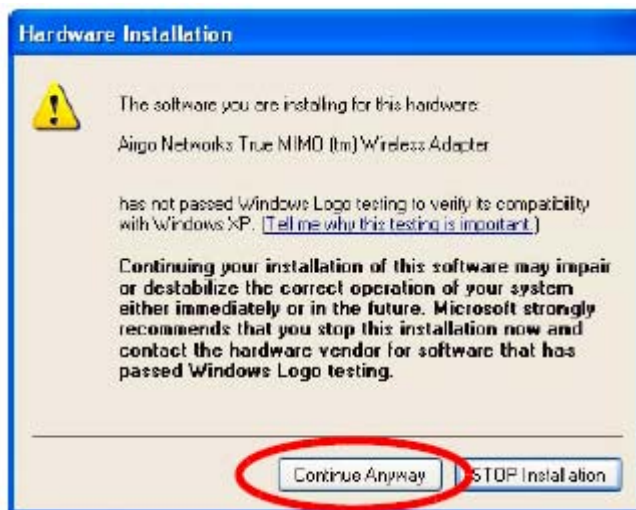 Hardware Installation
The software you are installing for this hardware:
Airgo Networks True MIMO (tm) Wireless Adapter
has not passed Windows Logo testing to verify its compatibility
with Windows XP. (Tell me why this testing is important.)
Continuing your installation of this software may impair
or destabilize the correct operation of your system
either immediately or in the future. Microsoft strongly
recommends that you stop this installation now and
contact the hardware vendor for software that has
passed Windows Logo testing.
Continue Anyway
STOP Installation